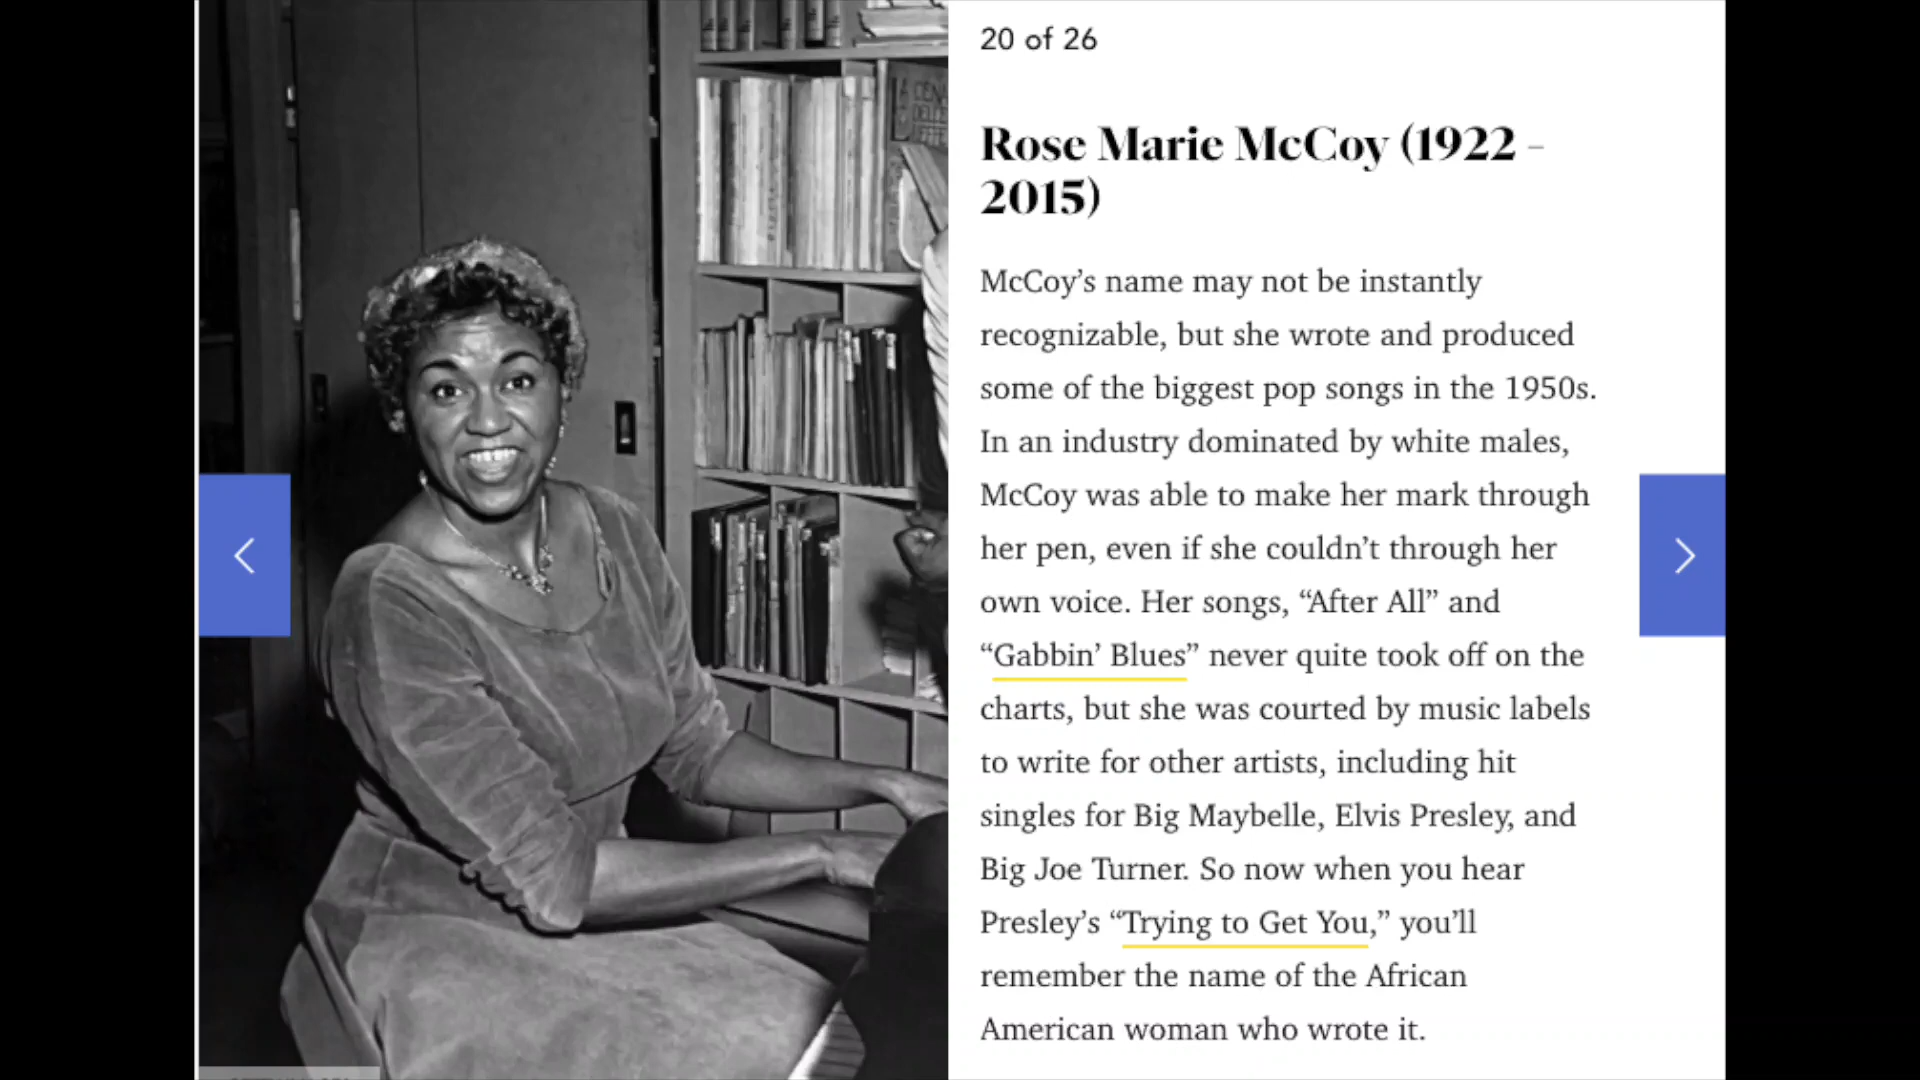 20 of 26
Rose Marie McCoy (1922 –
2015)
McCoy’s name may not be instantly
recognizable, but she wrote and produced
some of the biggest pop songs in the 1950s.
In an industry dominated by white males,
McCoy was able to make her mark through
her pen, even if she couldn’t through her
own voice. Her songs, “After All” and
“Gabbin’ Blues” never quite took off on the
charts, but she was courted by music labels
to write for other artists, including hit
singles for Big Maybelle, Elvis Presley, and
Big Joe Turner. So now when you hear
Presley’s “Trying to Get You,” you’ll
remember the name of the African
American woman who wrote it.